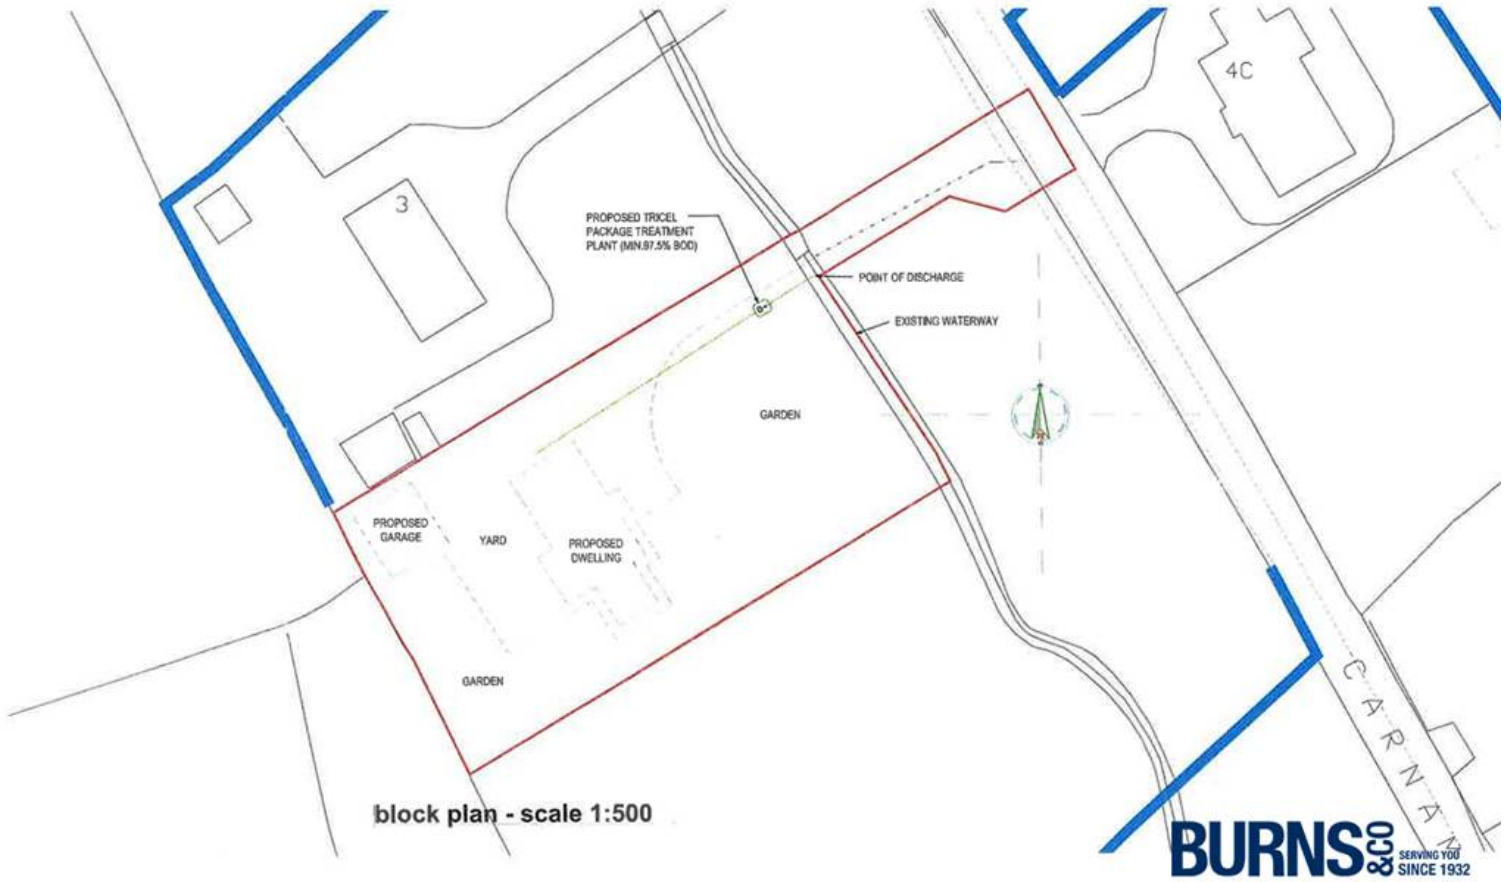 4C
3
PROPOSED TRICEL
PACKAGE TREATMENT
PLANT (MIN.97.5% BOD)
POINT OF DISCHARGE
EXISTING WATERWAY
GARDEN
PROPOSED
GARAGE
YARD
PROPOSED
DWELLING
GARDEN
CARNAN
block plan - scale 1:500
BURNS &CO
SERVING YOU
SINCE 1932